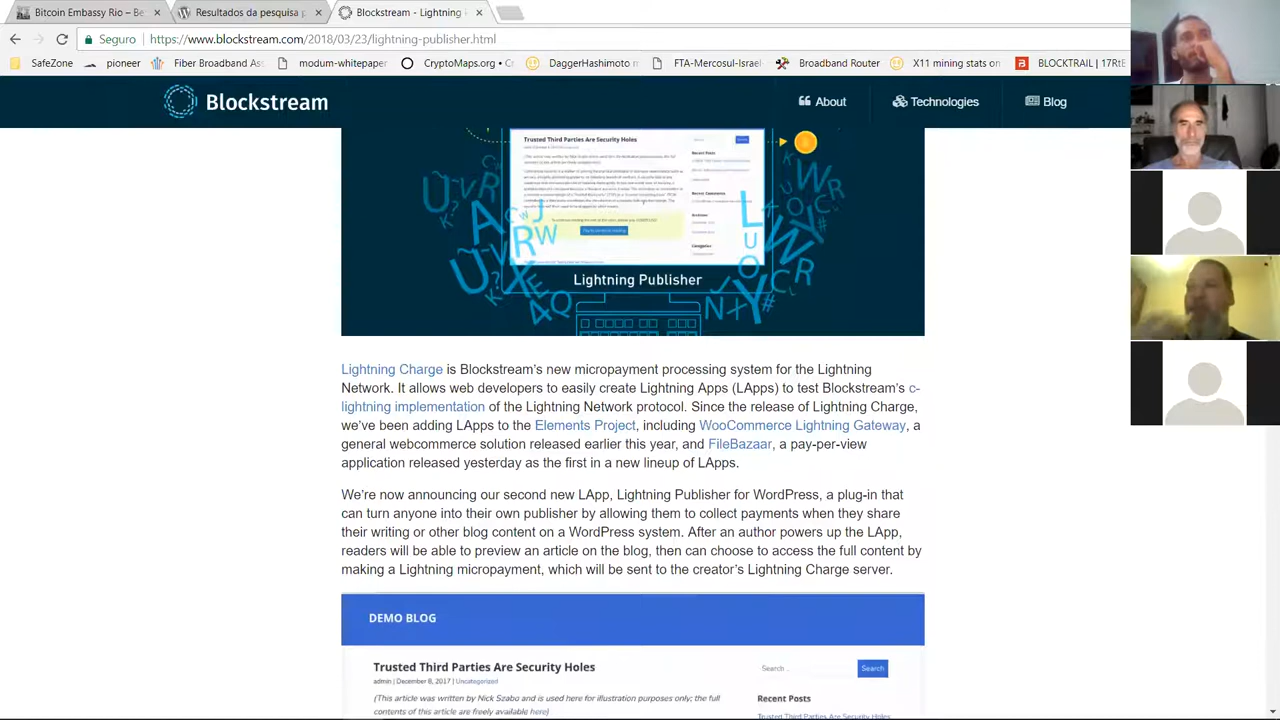 Bitcoin Embassy Rio – Be
Resultados da pesquisa p
Blockstream - Lightning
Seguro
https://www.blockstream.com/2018/03/23/lightning-publisher.html
SafeZone
pioneer
Fiber Broadband As
modum-whitepaper
CryptoMaps.org •
DaggerHashimoto
FTA-Mercosul-Israel
Broadband Router
X11 mining stats on
BLOCKTRAIL | 17RtE
Blockstream
About
Technologies
Blog
Trusted Third Parties Are Security Holes
Lightning Publisher
Lightning Charge is Blockstream's new micropayment processing system for the Lightning
Network. It allows web developers to easily create Lightning Apps (LApps) to test Blockstream's c-
lightning implementation of the Lightning Network protocol. Since the release of Lightning Charge,
we've been adding LApps to the Elements Project, including WooCommerce Lightning Gateway, a
general webcommerce solution released earlier this year, and FileBazaar, a pay-per-view
application released yesterday as the first in a new lineup of LApps.
We're now announcing our second new LApp, Lightning Publisher for WordPress, a plug-in that
can turn anyone into their own publisher by allowing them to collect payments when they share
their writing or other blog content on a WordPress system. After an author powers up the LApp,
readers will be able to preview an article on the blog, then can choose to access the full content by
making a Lightning micropayment, which will be sent to the creator's Lightning Charge server.
DEMO BLOG
Trusted Third Parties Are Security Holes
admin | December 8, 2017 | Uncategorized
(This article was written by Nick Szabo and is used here for illustration purposes only; the full
contents of this article are freely available here)
Search ..
Search
Recent Posts
Trusted Third Parties Are Security Holes